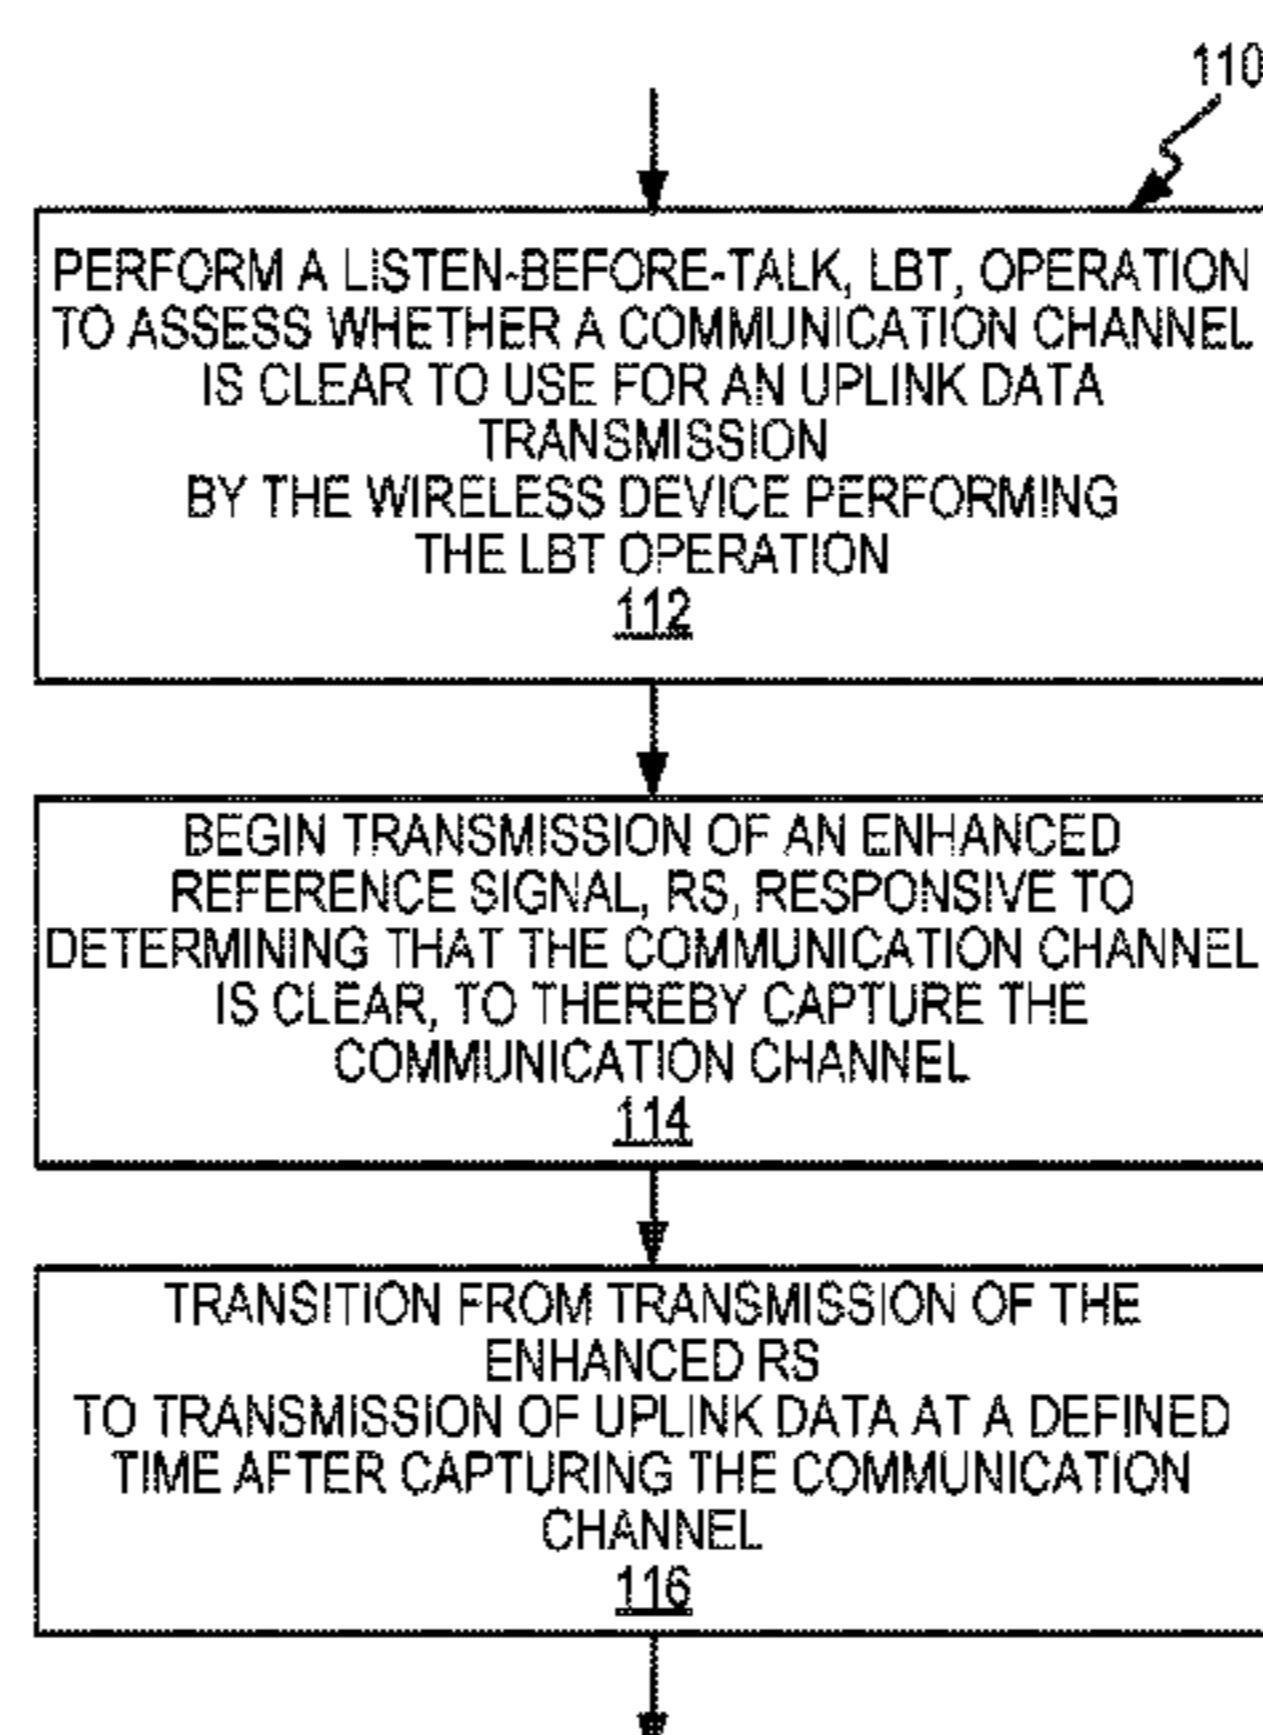 110
PERFORM A LISTEN-BEFORE-TALK, LBT, OPERATION
TO ASSESS WHETHER A COMMUNICATION CHANNEL
IS CLEAR TO USE FOR AN UPLINK DATA
TRANSMISSION
BY THE WIRELESS DEVICE PERFORMING
THE LBT OPERATION
112
BEGIN TRANSMISSION OF AN ENHANCED
REFERENCE SIGNAL, RS, RESPONSIVE TO
DETERMINING THAT THE COMMUNICATION CHANNEL
IS CLEAR, TO THEREBY CAPTURE THE
COMMUNICATION CHANNEL
114
TRANSITION FROM TRANSMISSION OF THE
ENHANCED RS
TO TRANSMISSION OF UPLINK DATA AT A DEFINED
TIME AFTER CAPTURING THE COMMUNICATION
CHANNEL
116